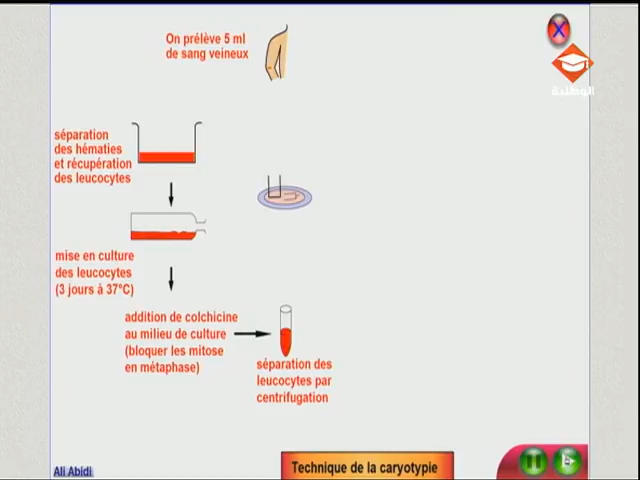 On prélève 5 ml
de sang veineux
الوطنية
séparation
des hématies
et récupération
des leucocytes
mise en culture
des leucocytes
(3 jours à 37°C)
addition de colchicine
au milieu de culture
(bloquer les mitose
en métaphase)
séparation des
leucocytes par
centrifugation
Ali Abidi
Technique de la caryotypie